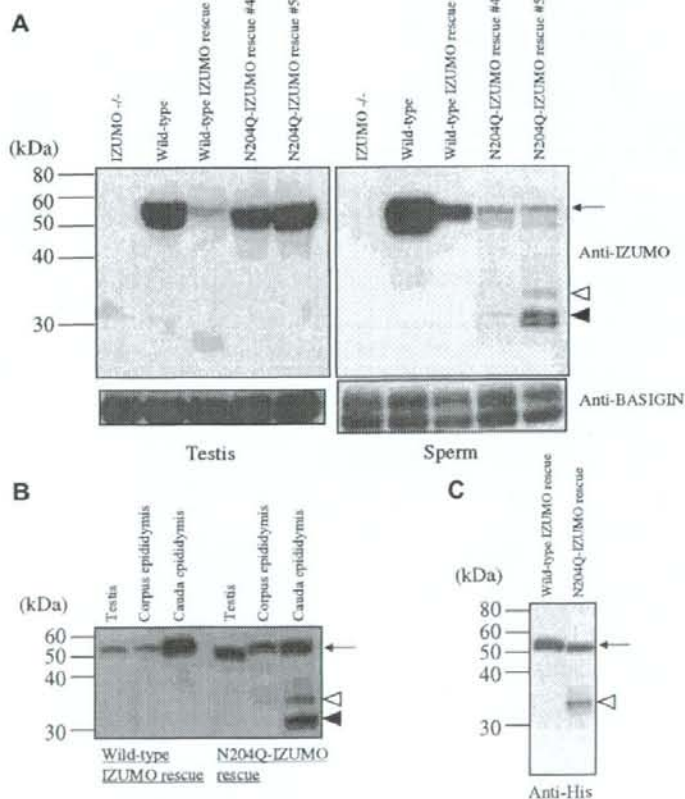 A
IZUMO -/-
Wild-type
Wild-type IZUMO rescue
N204Q-IZUMO rescue #4
N204Q-IZUMO rescue #5
IZUMO -/-
Wild-type
Wild-type IZUMO rescue
N204Q-IZUMO rescue #4
N204Q-IZUMO rescue #5
(kDa)
80
60
50
40
30
Anti-IZUMO
Anti-BASIGIN
Testis
Sperm
B
Testis
Corpus epididymis
Cauda epididymis
Testis
Corpus epididymis
Cauda epididymis
(kDa)
60
50
40
30
Wild-type
IZUMO rescue
N204Q-IZUMO
rescue
C
Wild-type IZUMO rescue
N204Q-IZUMO rescue
(kDa)
80
60
50
40
30
Anti-His